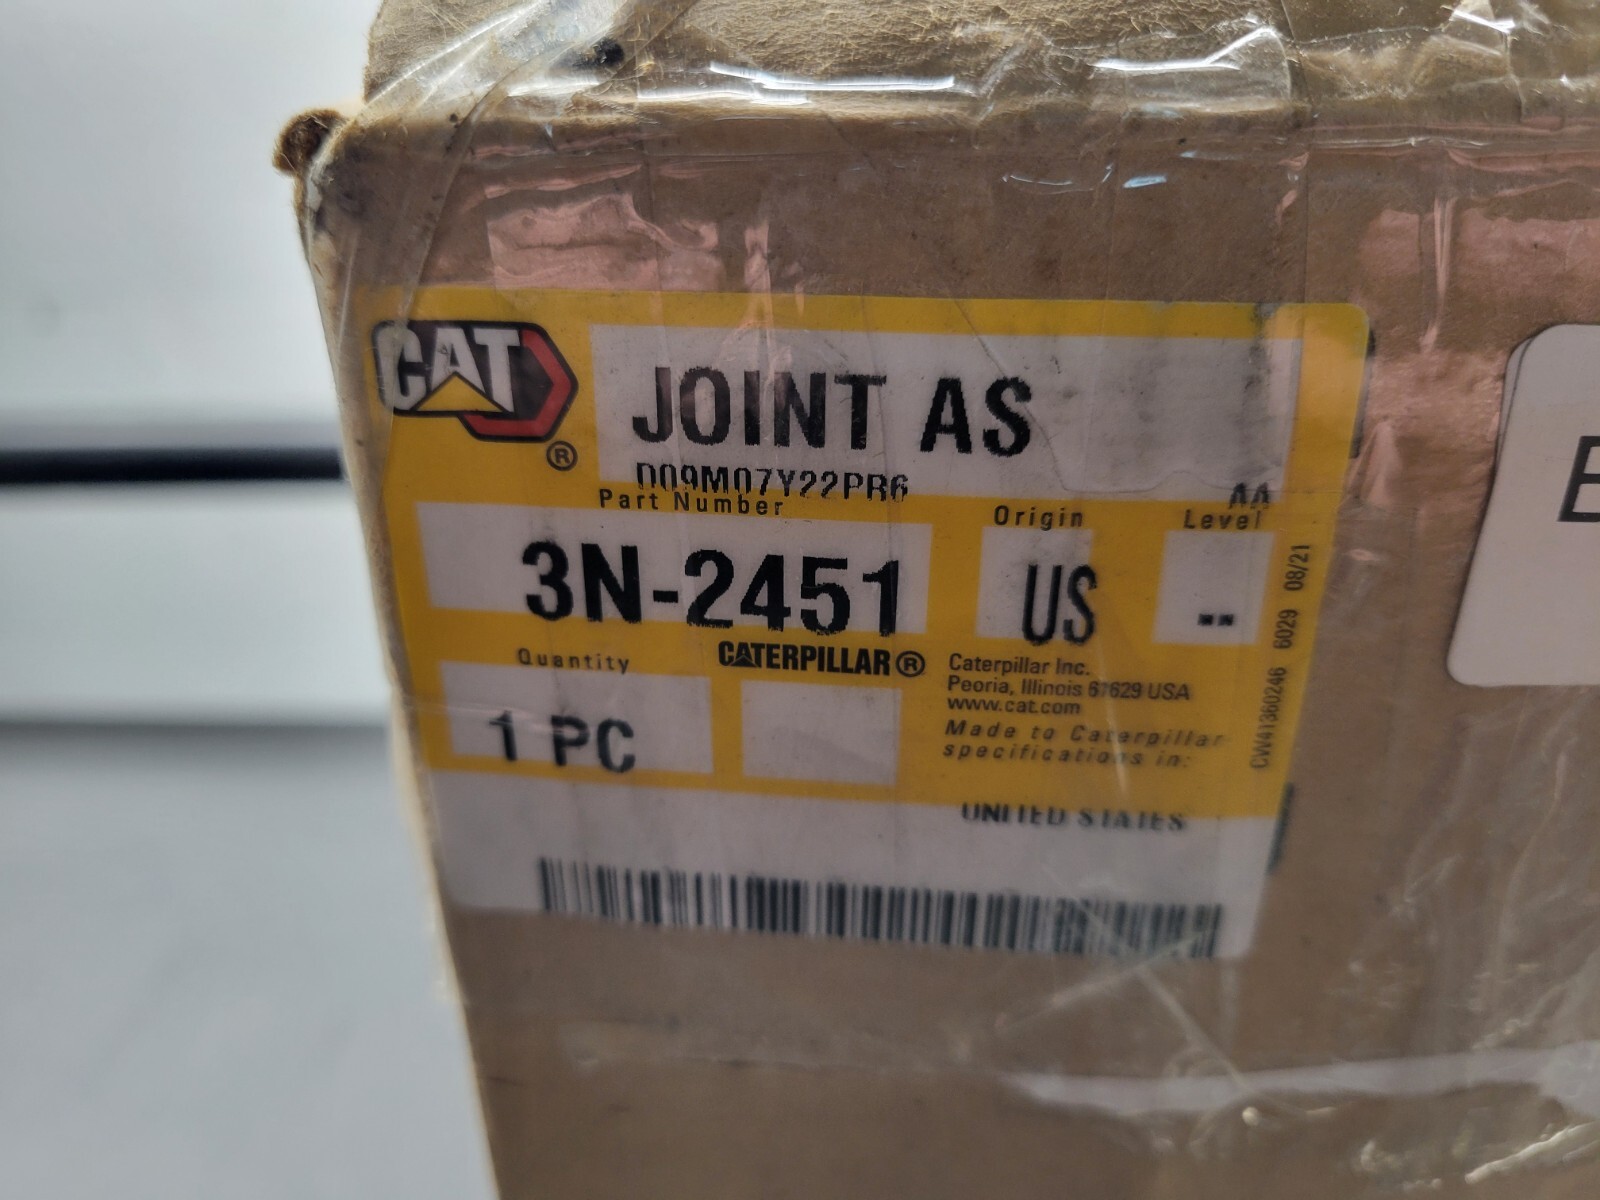 CAT
®
JOINT AS
D09M07Y22PR6
AA
Part Number
Origin
Level
3N-2451
US
--
Quantity
CATERPILLAR®
1 PC
Caterpillar Inc.
Peoria, Illinois 61629 USA
www.cat.com
Made to Caterpillar
specifications in:
UNITED STATES
CW41360246 6029 08/21